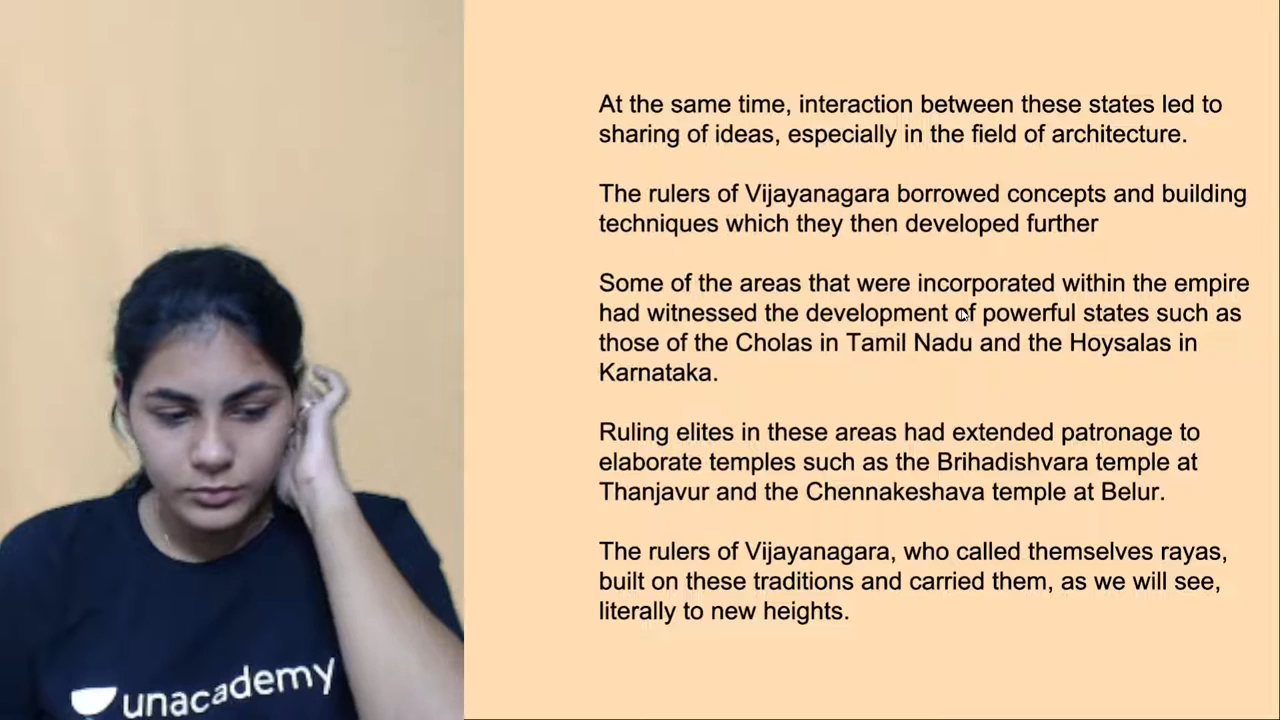 At the same time, interaction between these states led to
sharing of ideas, especially in the field of architecture.
The rulers of Vijayanagara borrowed concepts and building
techniques which they then developed further
Some of the areas that were incorporated within the empire
had witnessed the development of powerful states such as
those of the Cholas in Tamil Nadu and the Hoysalas in
Karnataka.
Ruling elites in these areas had extended patronage to
elaborate temples such as the Brihadishvara temple at
Thanjavur and the Chennakeshava temple at Belur.
The rulers of Vijayanagara, who called themselves rayas,
built on these traditions and carried them, as we will see,
literally to new heights.
unacademy